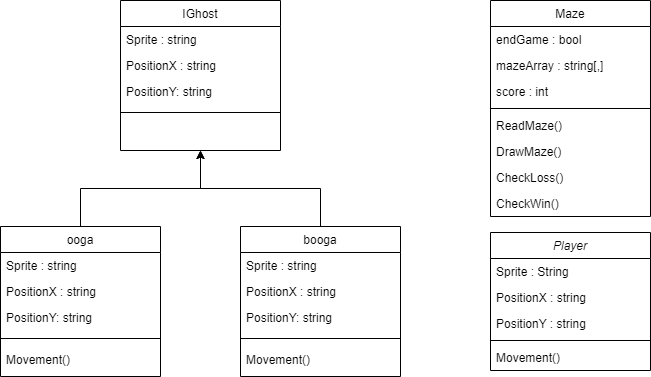 IGhost
Sprite : string
PositionX : string
PositionY: string
Maze
endGame : bool
mazeArray : string[,]
score : int
ReadMaze()
DrawMaze()
CheckLoss()
CheckWin()
ooga
Sprite : string
PositionX : string
PositionY: string
Movement()
booga
Sprite : string
PositionX : string
PositionY: string
Movement()
Player
Sprite : String
PositionX : string
PositionY : string
Movement()